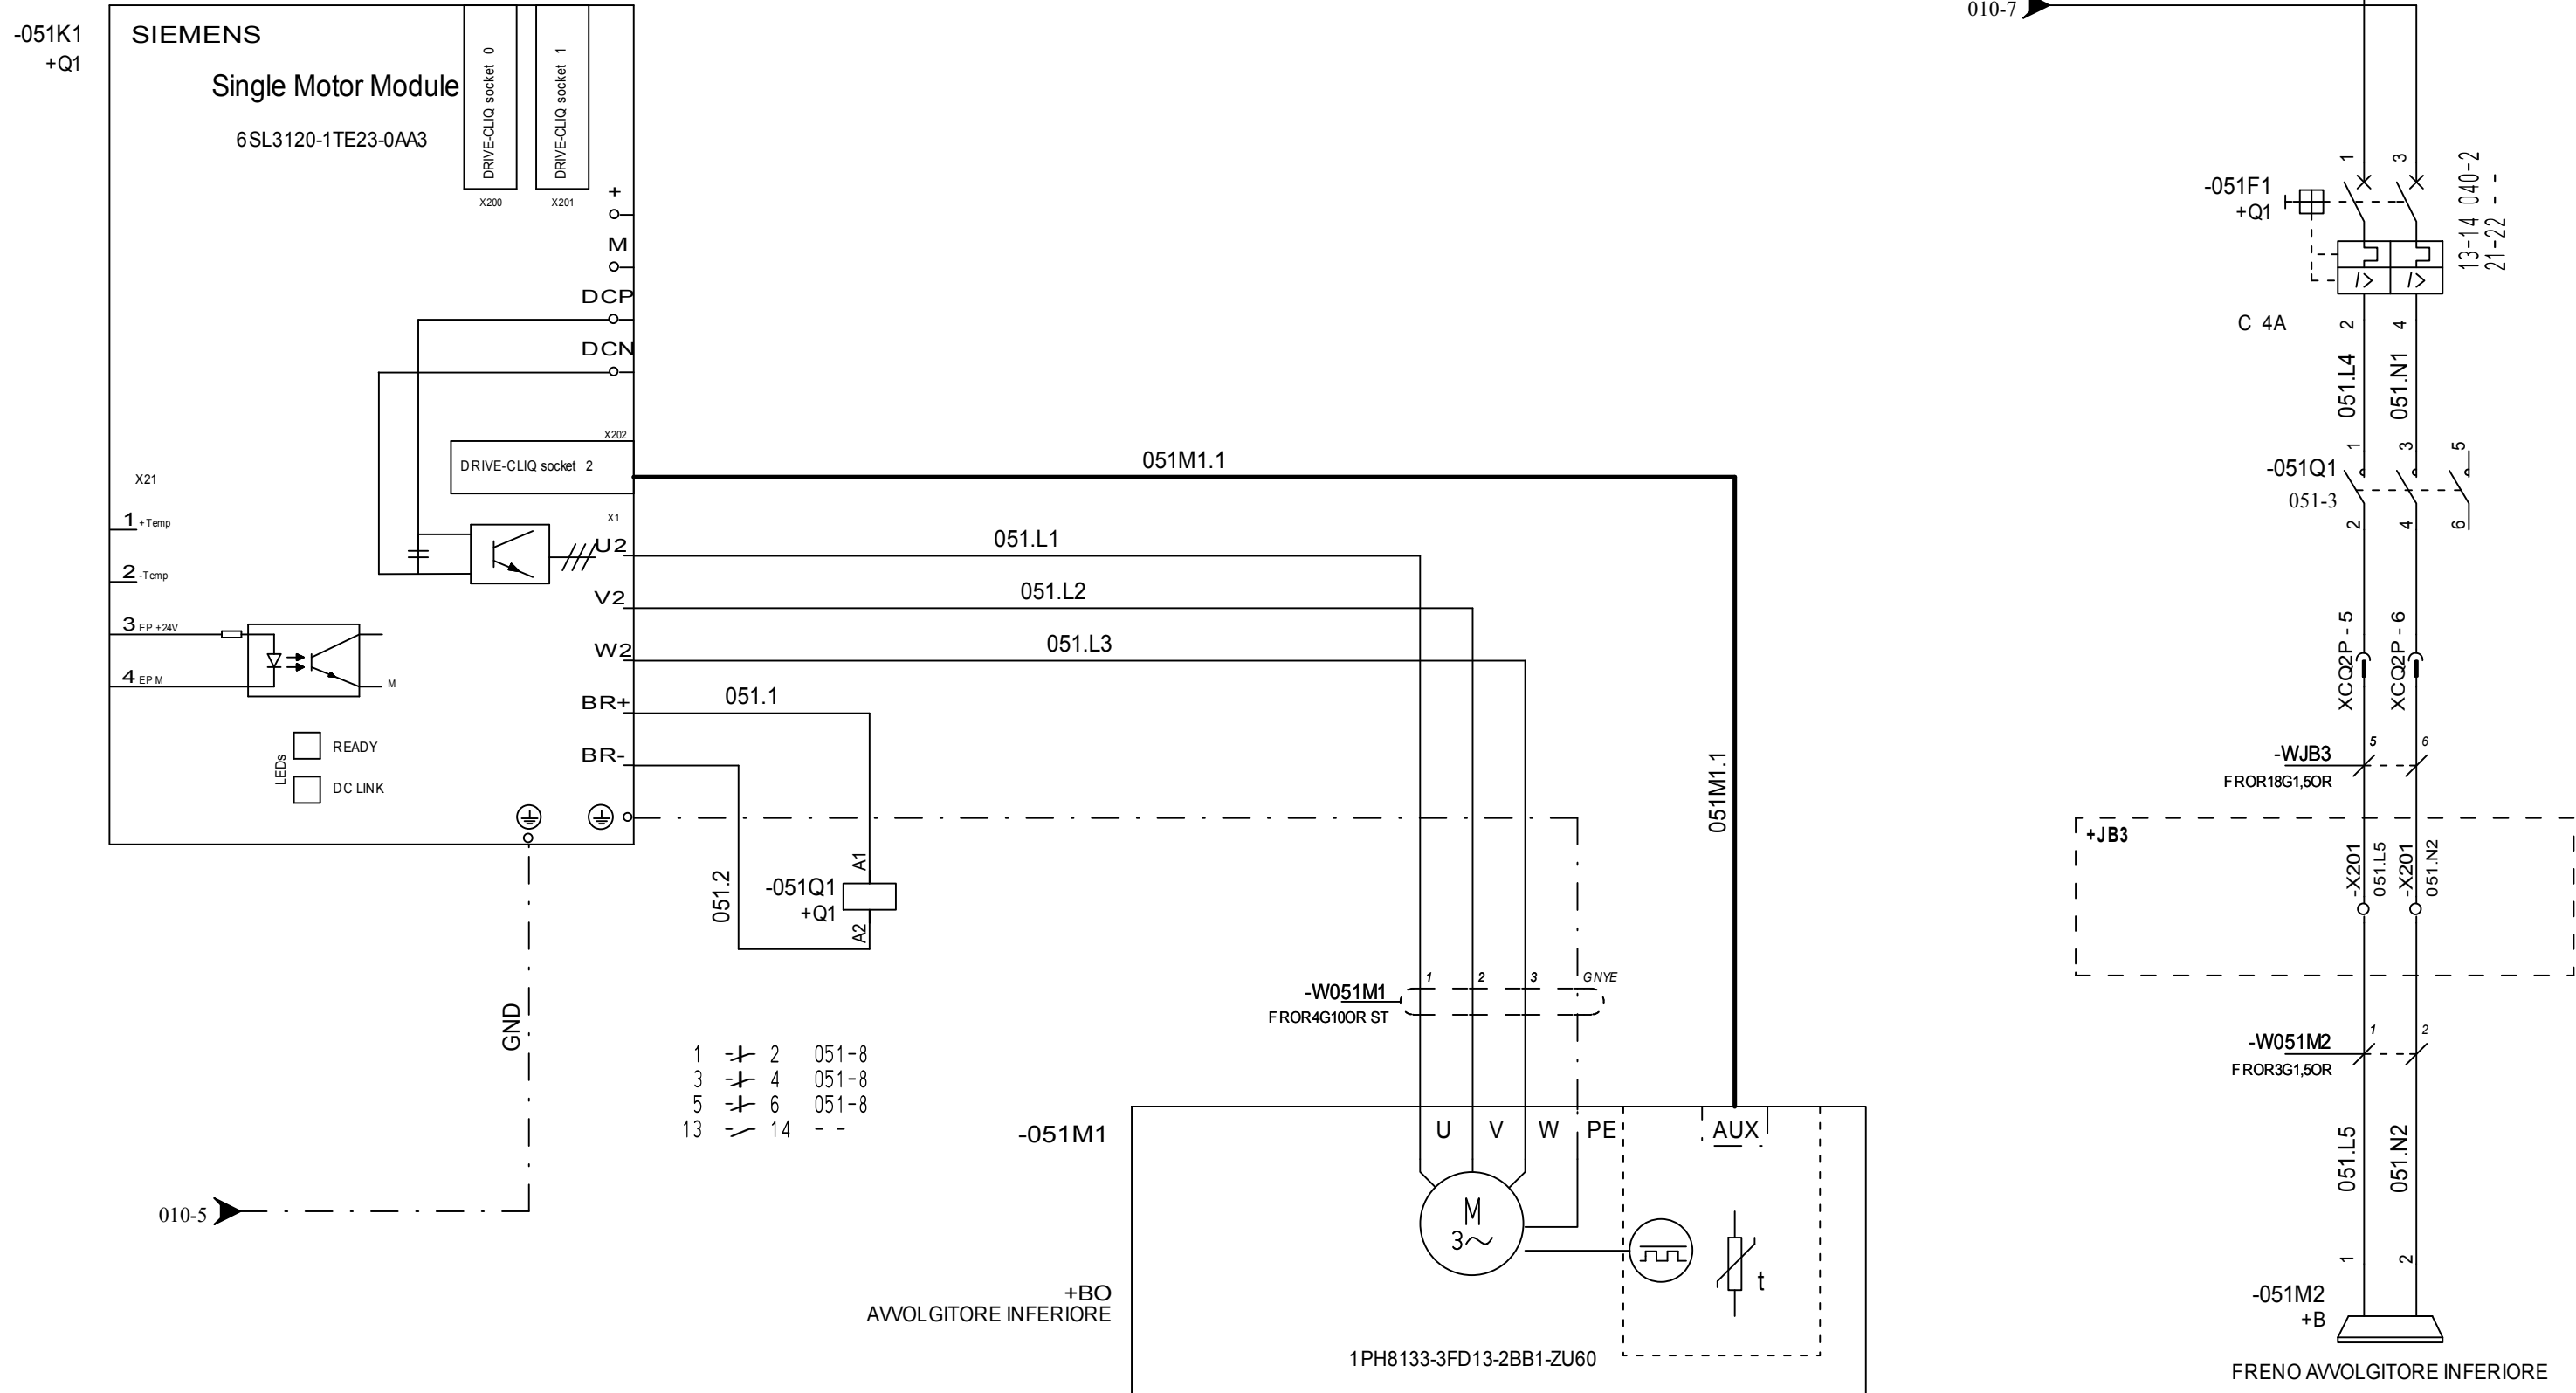 -051K1
+Q1
SIEMENS
Single Motor Module
6SL3120-1TE23-0AA3
DRIVE-CLiQ socket 0
DRIVE-CLiQ socket 1
X200
X201
+
M
DCP
DCN
X202
DRIVE-CLIQ socket 2
X21
1 +Temp
2 -Temp
3 EP +24V
4 EP M
M
X1
U2
V2
W2
BR+
BR-
LEDs
READY
DC LINK
051M1.1
051.L1
051.L2
051.L3
051.1
051.2
051M1.1
A1
-051Q1
+Q1
A2
GND
010-5
1 2 051-8
3 4 051-8
5 6 051-8
13 14 - -
-W051M1
FROR4G10OR ST
1 2 3 GNYE
-051M1
U V W PE
AUX
M
3~
t
+BO
AVVOLGITORE INFERIORE
1PH8133-3FD13-2BB1-ZU60
010-7
-051F1
+Q1
1 3
13-14 040-2
21-22 - -
I> I>
C 4A
2 4
051.L4
051.N1
-051Q1
051-3
1 3 5
2 4 6
XCQ2P - 5
XCQ2P - 6
-WJB3
FROR18G1,5OR
5 6
+JB3
-X201
051.L5
-X201
051.N2
-W051M2
FROR3G1,5OR
1 2
051.L5
051.N2
1 2
-051M2
+B
FRENO AVVOLGITORE INFERIORE